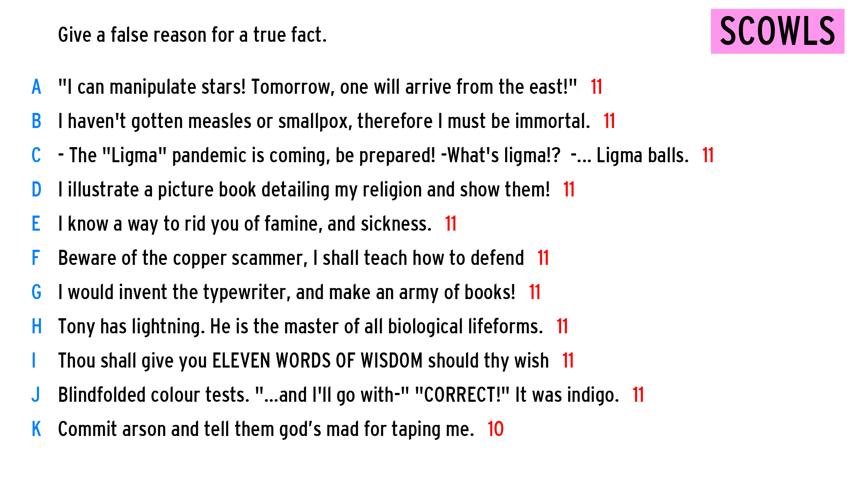 Give a false reason for a true fact.
SCOWLS
A "I can manipulate stars! Tomorrow, one will arrive from the east!" 11
B I haven't gotten measles or smallpox, therefore I must be immortal. 11
C - The "Ligma" pandemic is coming, be prepared! -What's ligma!? -... Ligma balls. 11
D I illustrate a picture book detailing my religion and show them! 11
E I know a way to rid you of famine, and sickness. 11
F Beware of the copper scammer, I shall teach how to defend 11
G I would invent the typewriter, and make an army of books! 11
H Tony has lightning. He is the master of all biological lifeforms. 11
I Thou shall give you ELEVEN WORDS OF WISDOM should thy wish 11
J Blindfolded colour tests. "...and I'll go with-" "CORRECT!" It was indigo. 11
K Commit arson and tell them god’s mad for taping me. 10